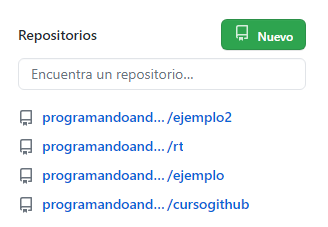 Repositorios
Nuevo
Encuentra un repositorio...
programandoand... /ejemplo2
programandoand... /rt
programandoand... /ejemplo
programandoand... /cursogithub